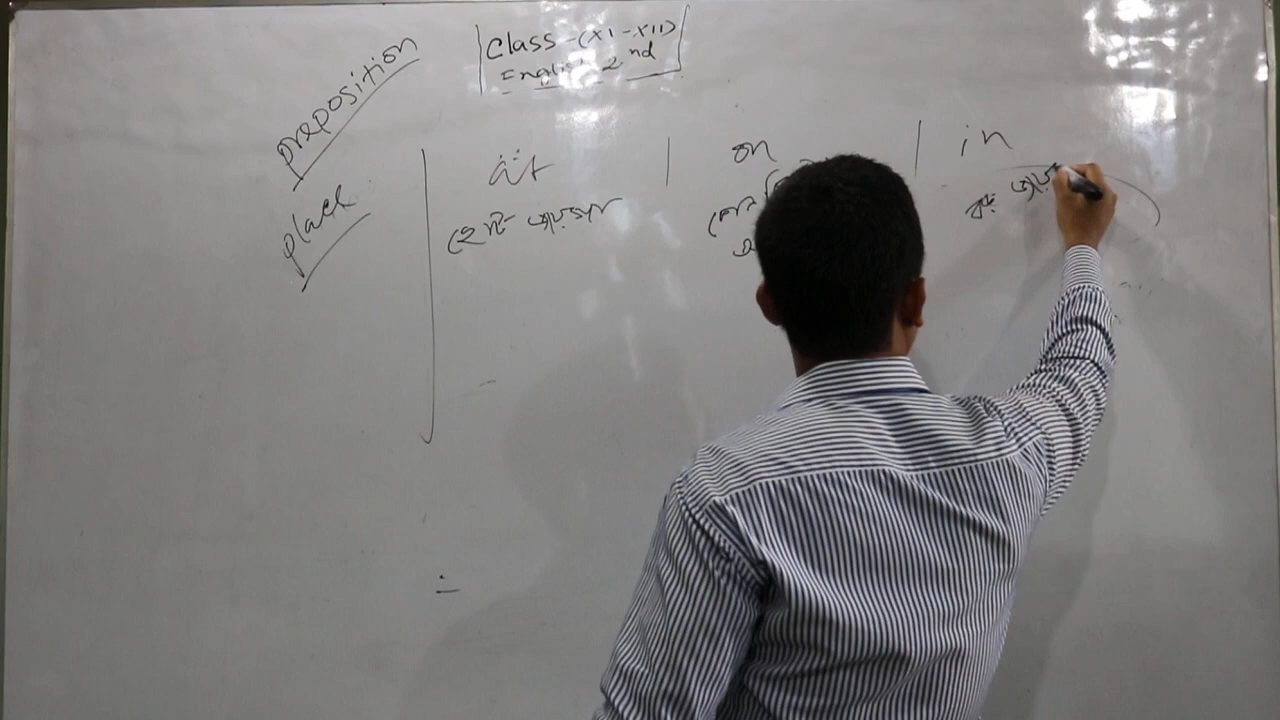 Class-(XI-XII)
English 2nd
preposition
place
at | on | in
ছোট জায়গা
বড় জায়গা